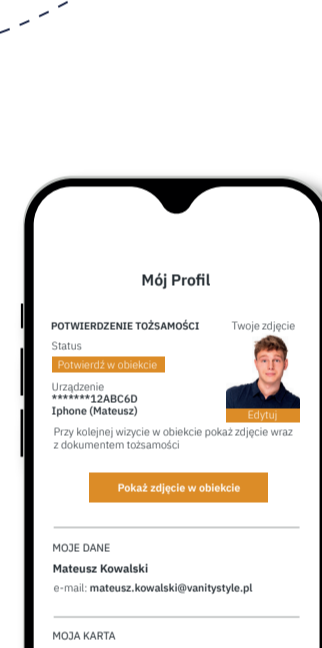 Mój Profil
POTWIERDZENIE TOŻSAMOŚCI
Twoje zdjęcie
Status
Potwierdź w obiekcie
Urządzenie
*******12ABC6D
Iphone (Mateusz)
Edytuj
Przy kolejnej wizycie w obiekcie pokaż zdjęcie wraz
z dokumentem tożsamości
Pokaż zdjęcie w obiekcie
MOJE DANE
Mateusz Kowalski
e-mail: mateusz.kowalski@vanitystyle.pl
MOJA KARTA